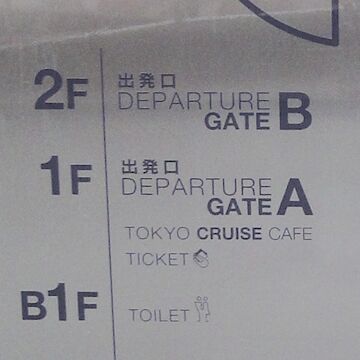 2F 出発口
DEPARTURE
GATE B
1F 出発口
DEPARTURE
GATE A
TOKYO CRUISE CAFE
TICKET
B1F TOILET